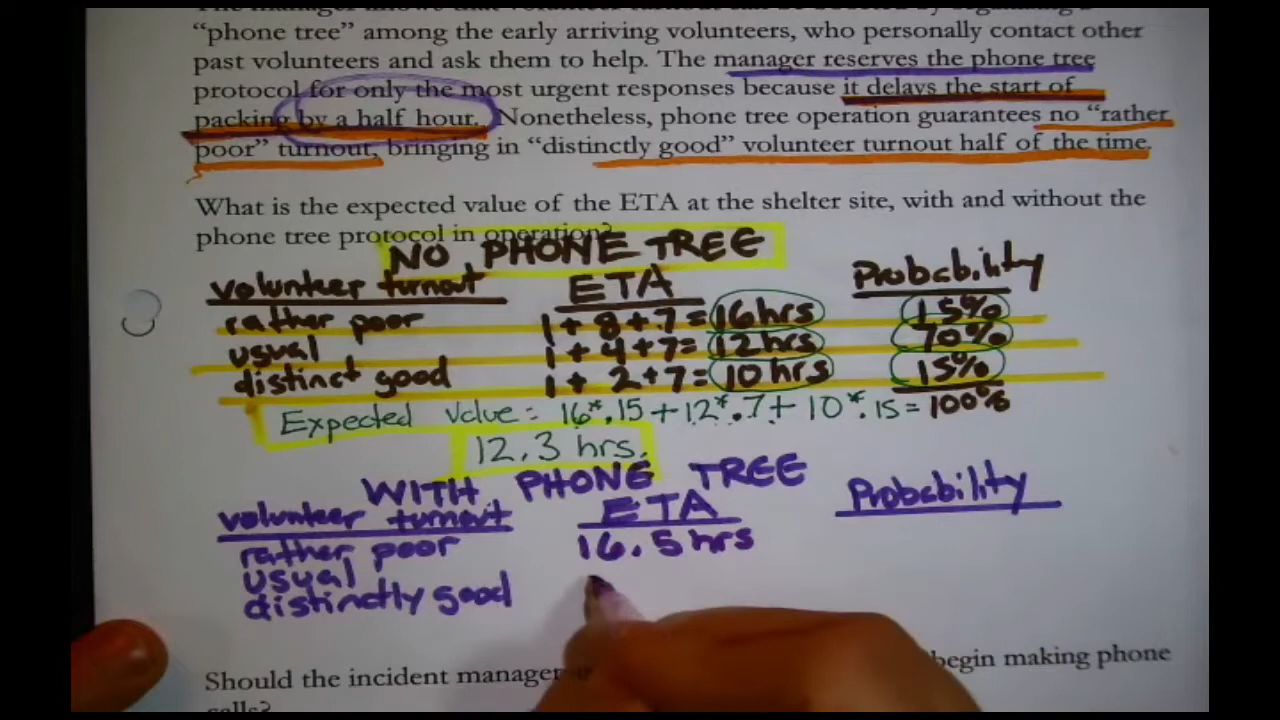 "phone tree" among the early arriving volunteers, who personally contact other
past volunteers and ask them to help. The manager reserves the phone tree
protocol for only the most urgent responses because it delays the start of
packing by a half hour. Nonetheless, phone tree operation guarantees no "rather
poor" turnout, bringing in "distinctly good" volunteer turnout half of the time.
What is the expected value of the ETA at the shelter site, with and without the
phone tree protocol in operation?
NO PHONE TREE
volunteer turnout ETA Probability
rather poor 1 + 8 + 7 = 16 hrs 15%
usual 1 + 4 + 7 = 12 hrs 70%
distinct good 1 + 2 + 7 = 10 hrs 15%
Expected Value = 16*.15 + 12*.7 + 10*.15 = 100%
12.3 hrs.
WITH PHONE TREE
volunteer turnout ETA Probability
rather poor 16.5 hrs
usual
distinctly good
Should the incident manager begin making phone
calls?